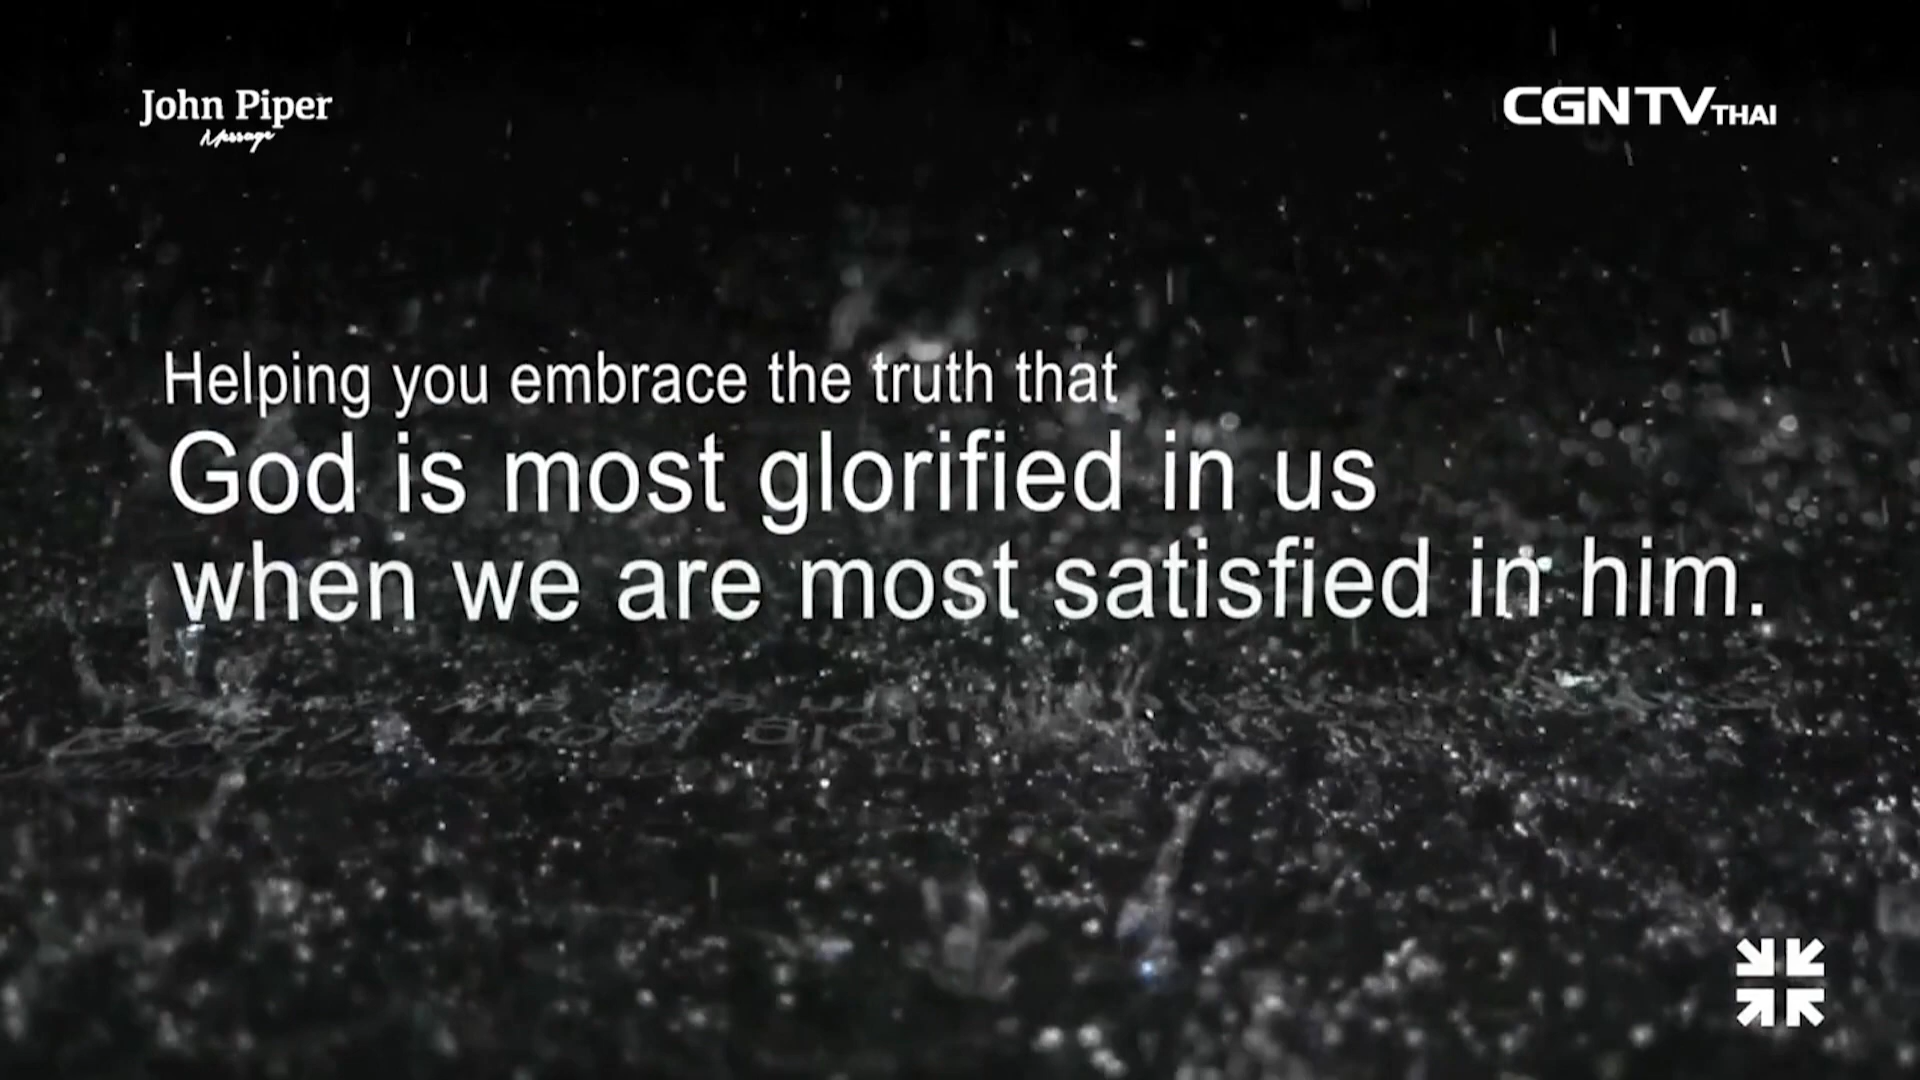 John Piper
Message
CGNTV THAI
Helping you embrace the truth that
God is most glorified in us
when we are most satisfied in him.